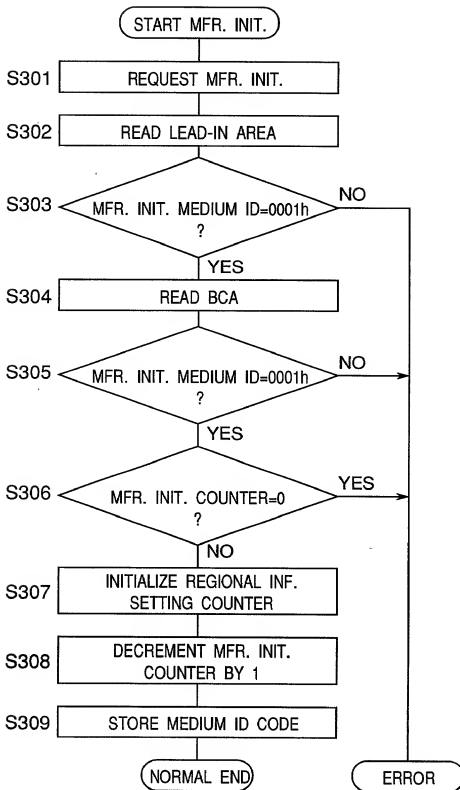 START MFR. INIT.
S301
REQUEST MFR. INIT.
S302
READ LEAD-IN AREA
S303
MFR. INIT. MEDIUM ID=0001h
?
NO
YES
S304
READ BCA
S305
MFR. INIT. MEDIUM ID=0001h
?
NO
YES
S306
MFR. INIT. COUNTER=0
?
YES
NO
S307
INITIALIZE REGIONAL INF.
SETTING COUNTER
S308
DECREMENT MFR. INIT.
COUNTER BY 1
S309
STORE MEDIUM ID CODE
NORMAL END
ERROR